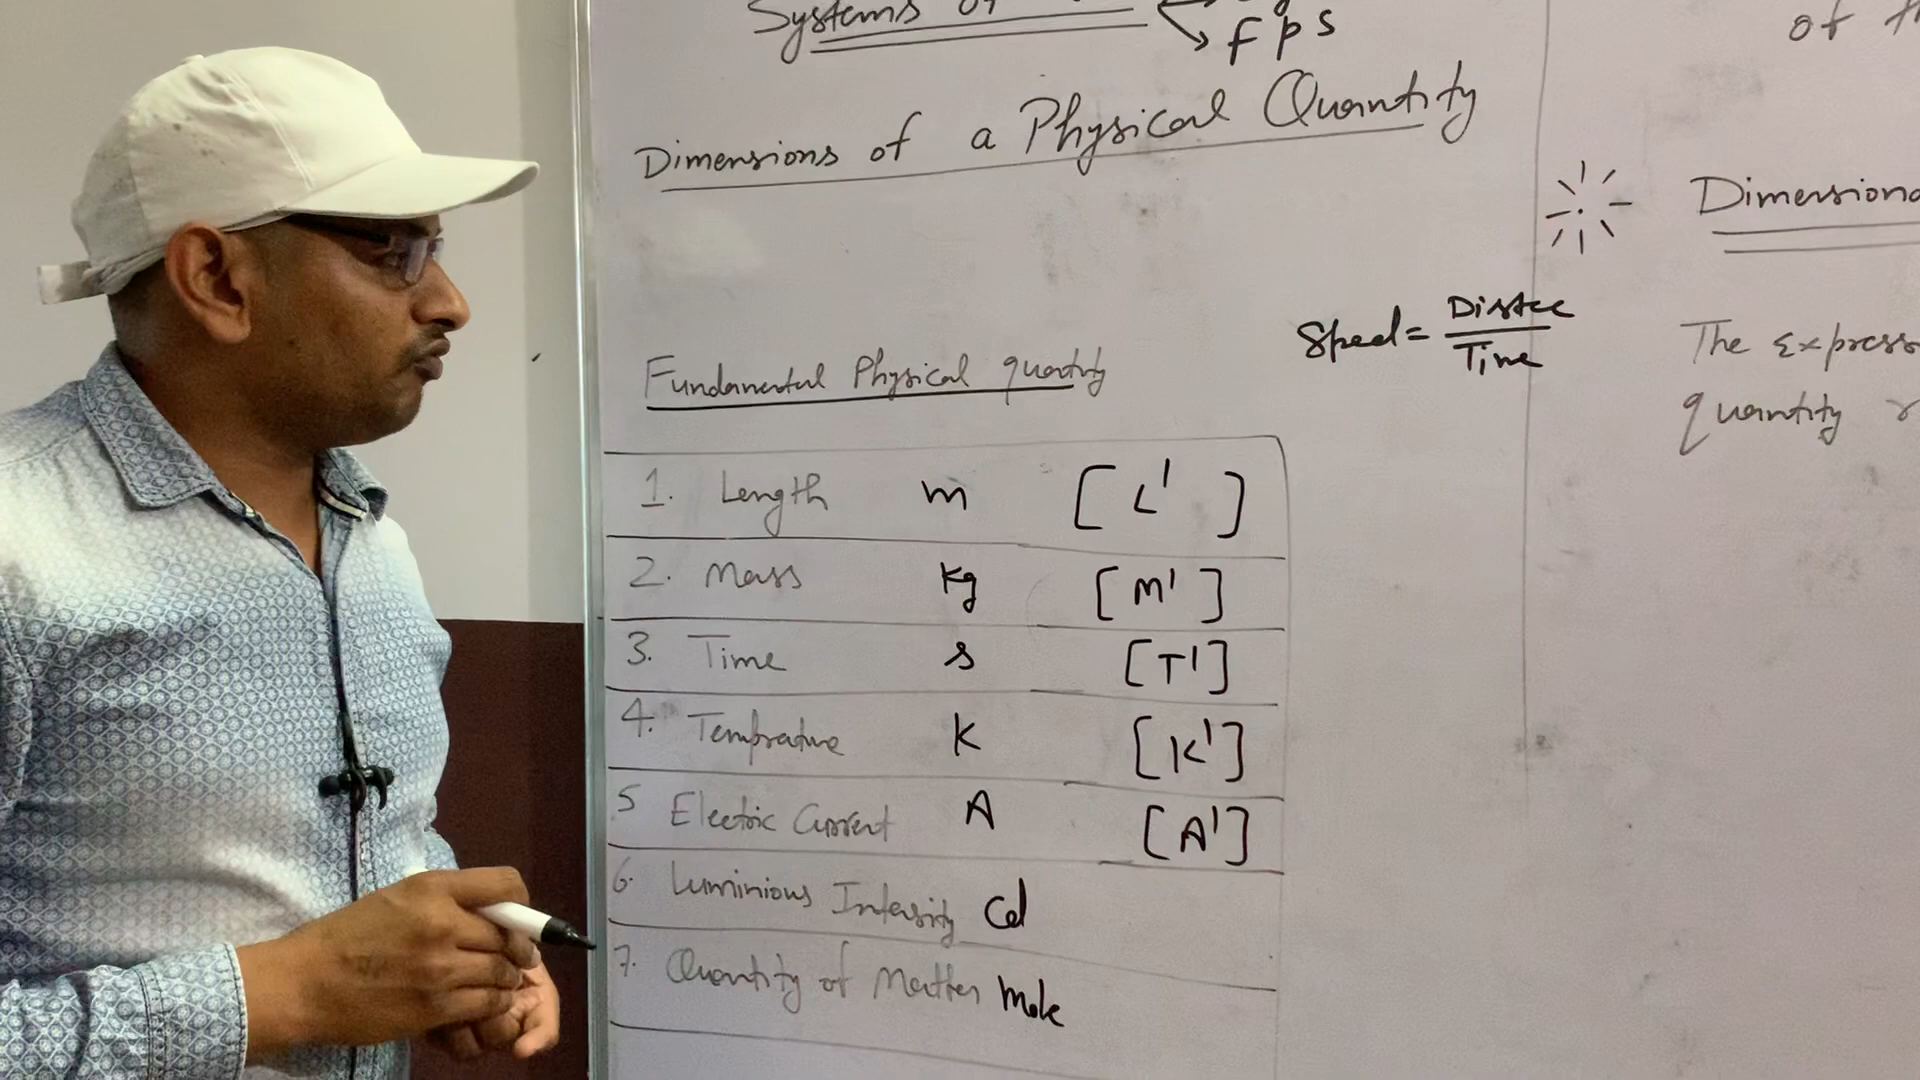 Systems of
fps
Dimensions of a Physical Quantity
Speed = Distce
Time
Fundamental Physical quantity
1. Length m [L¹]
2. Mass Kg [M¹]
3. Time s [T¹]
4. Temprature K [K¹]
5 Electric Current A [A¹]
6. Luminious Intensity Cd
7. Quantity of Matter Mole
of th
Dimensiona
The Express
quantity